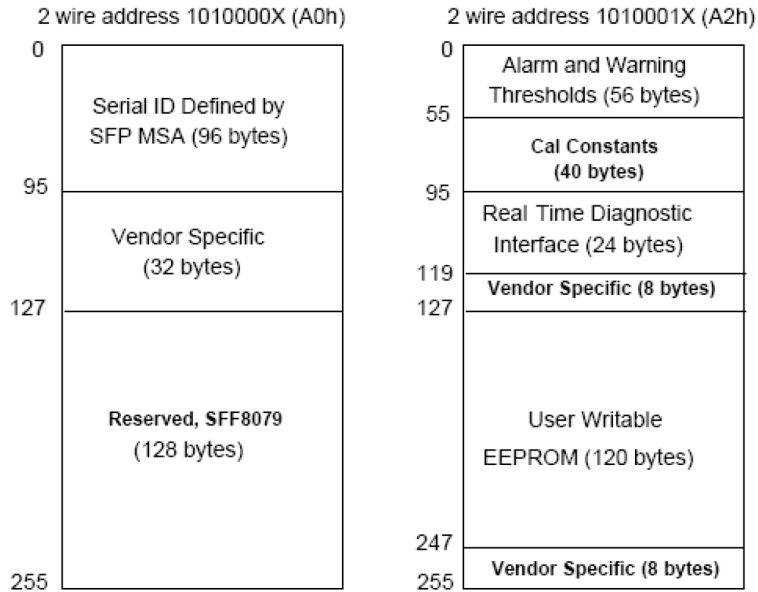 2 wire address 1010000X (A0h)
0
Serial ID Defined by
SFP MSA (96 bytes)
95
Vendor Specific
(32 bytes)
127
Reserved, SFF8079
(128 bytes)
255
2 wire address 1010001X (A2h)
0
Alarm and Warning
Thresholds (56 bytes)
55
Cal Constants
(40 bytes)
95
Real Time Diagnostic
Interface (24 bytes)
119
Vendor Specific (8 bytes)
127
User Writable
EEPROM (120 bytes)
247
Vendor Specific (8 bytes)
255